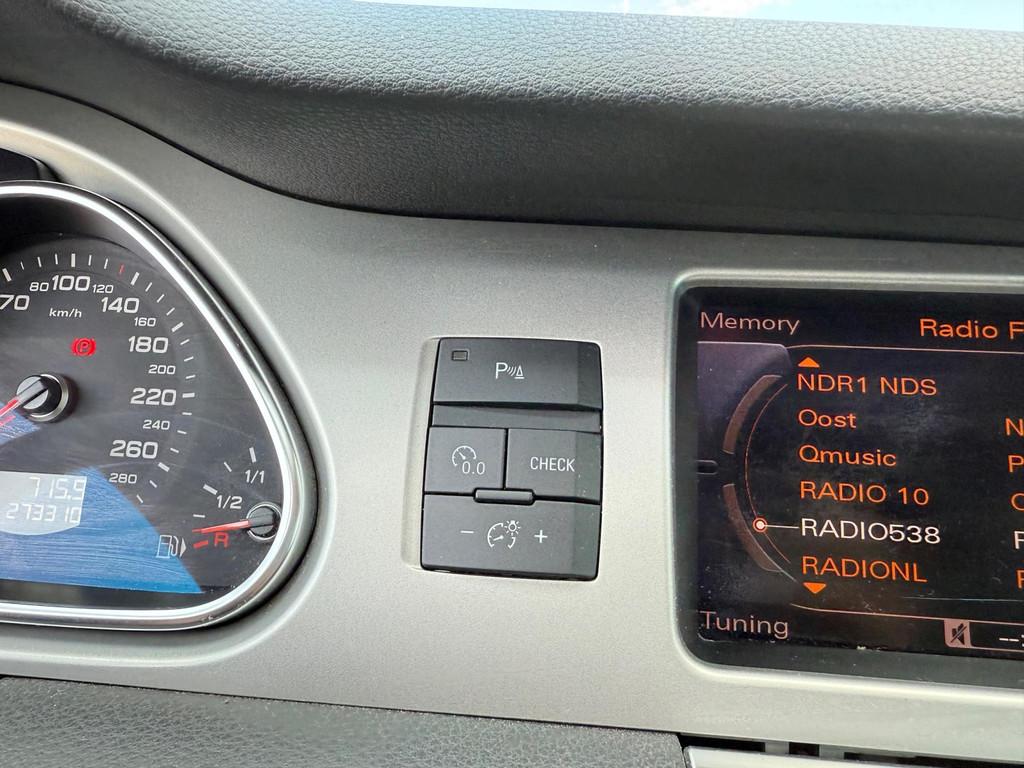 70 80 100 120 140
km/h
160
180
200
220
240
260
280
1/1
1/2
R
715.9
273310
P
0.0
CHECK
- +
Memory
Radio F
NDR1 NDS
Oost
Qmusic
RADIO 10
RADIO538
RADIONL
Tuning